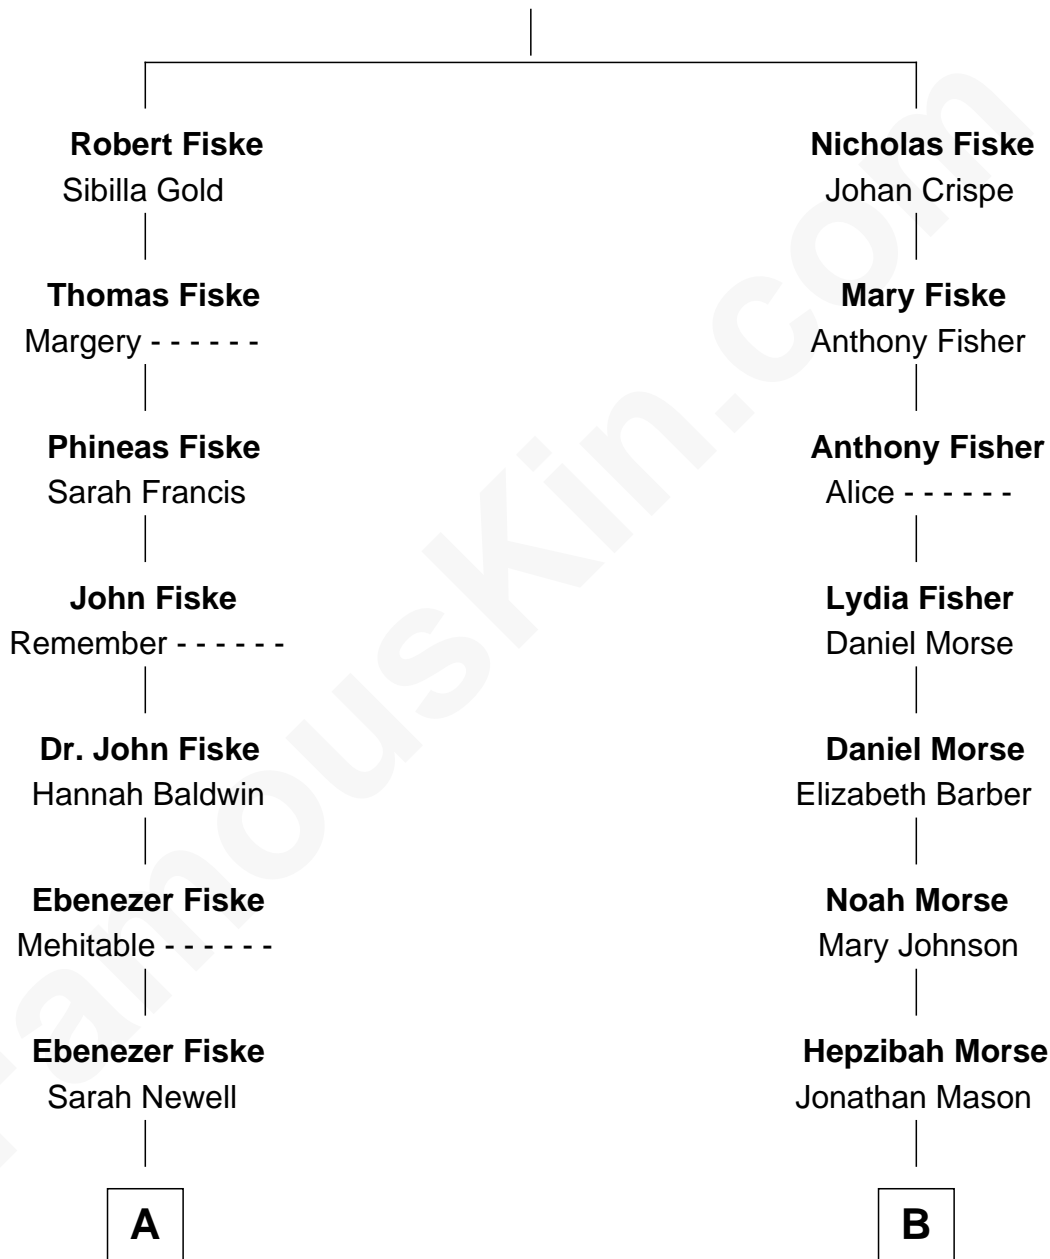 Robert Fiske
Sibilla Gold
Thomas Fiske
Margery - - - - - -
Phineas Fiske
Sarah Francis
John Fiske
Remember - - - - - -
Dr. John Fiske
Hannah Baldwin
Ebenezer Fiske
Mehitable - - - - - -
Ebenezer Fiske
Sarah Newell
A
Nicholas Fiske
Johan Crispe
Mary Fiske
Anthony Fisher
Anthony Fisher
Alice - - - - - -
Lydia Fisher
Daniel Morse
Daniel Morse
Elizabeth Barber
Noah Morse
Mary Johnson
Hepzibah Morse
Jonathan Mason
B
FamousKin.com